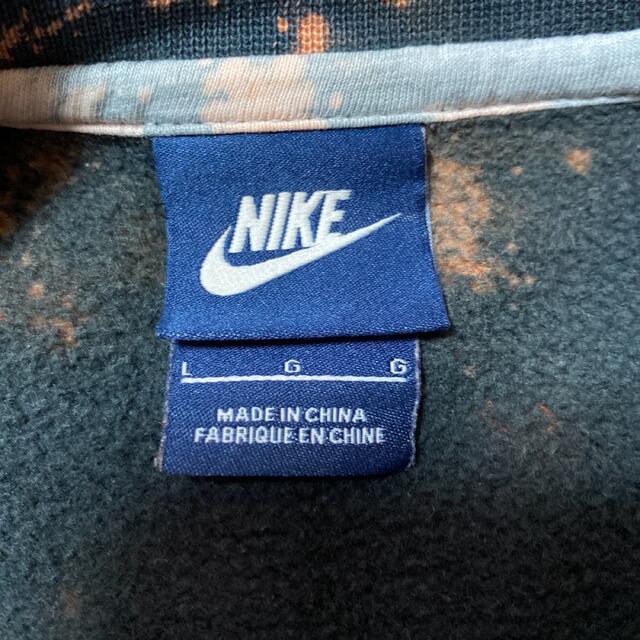 NIKE
L G G
MADE IN CHINA
FABRIQUE EN CHINE